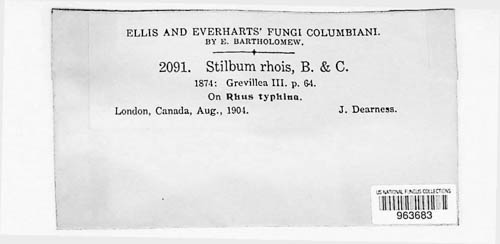 ELLIS AND EVERHARTS' FUNGI COLUMBIANI.
BY E. BARTHOLOMEW.
2091. Stilbum rhois, B. & C.
1874: Grevillea III. p. 64.
On Rhus typhina.
London, Canada, Aug., 1904. J. Dearness.
US NATIONAL FUNGUS COLLECTIONS
963683